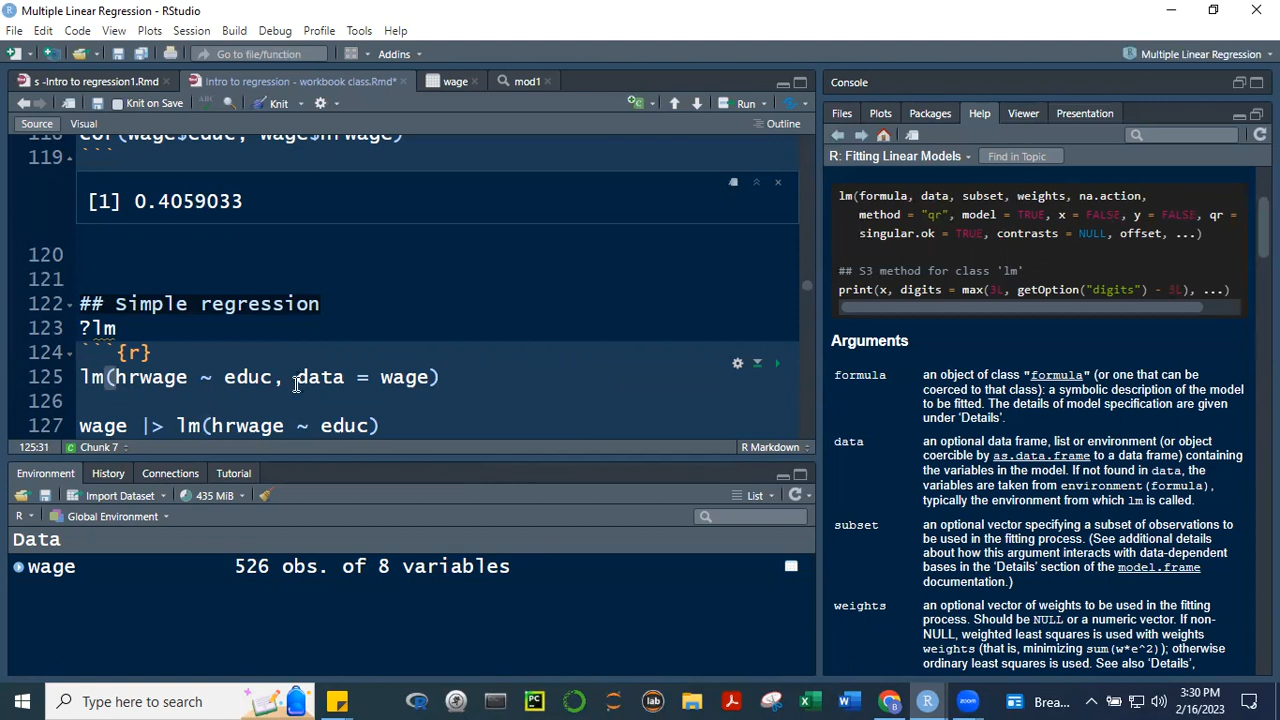 Multiple Linear Regression - RStudio
File Edit Code View Plots Session Build Debug Profile Tools Help
Go to file/function Addins Multiple Linear Regression
s -Intro to regression1.Rmd Intro to regression - workbook class.Rmd* wage mod1
Knit on Save Knit Run
Source Visual Outline
118 cor(wage$educ, wage$hrwage)
119 ```
[1] 0.4059033
120
121
122 ## Simple regression
123 ?lm
124 ```{r}
125 lm(hrwage ~ educ, data = wage)
126
127 wage |> lm(hrwage ~ educ)
125:31 Chunk 7 R Markdown
Environment History Connections Tutorial
Import Dataset 435 MiB List
R Global Environment
Data
wage 526 obs. of 8 variables
Console
Files Plots Packages Help Viewer Presentation
R: Fitting Linear Models Find in Topic
lm(formula, data, subset, weights, na.action,
method = "qr", model = TRUE, x = FALSE, y = FALSE, qr =
singular.ok = TRUE, contrasts = NULL, offset, ...)
## S3 method for class 'lm'
print(x, digits = max(3L, getOption("digits") - 3L), ...)
Arguments
formula an object of class "formula" (or one that can be
coerced to that class): a symbolic description of the model
to be fitted. The details of model specification are given
under ‘Details’.
data an optional data frame, list or environment (or object
coercible by as.data.frame to a data frame) containing
the variables in the model. If not found in data, the
variables are taken from environment(formula),
typically the environment from which lm is called.
subset an optional vector specifying a subset of observations to
be used in the fitting process. (See additional details
about how this argument interacts with data-dependent
bases in the ‘Details’ section of the model.frame
documentation.)
weights an optional vector of weights to be used in the fitting
process. Should be NULL or a numeric vector. If non-
NULL, weighted least squares is used with weights
weights (that is, minimizing sum(w*e^2)); otherwise
ordinary least squares is used. See also ‘Details’,
Type here to search Brea... 3:30 PM
2/16/2023